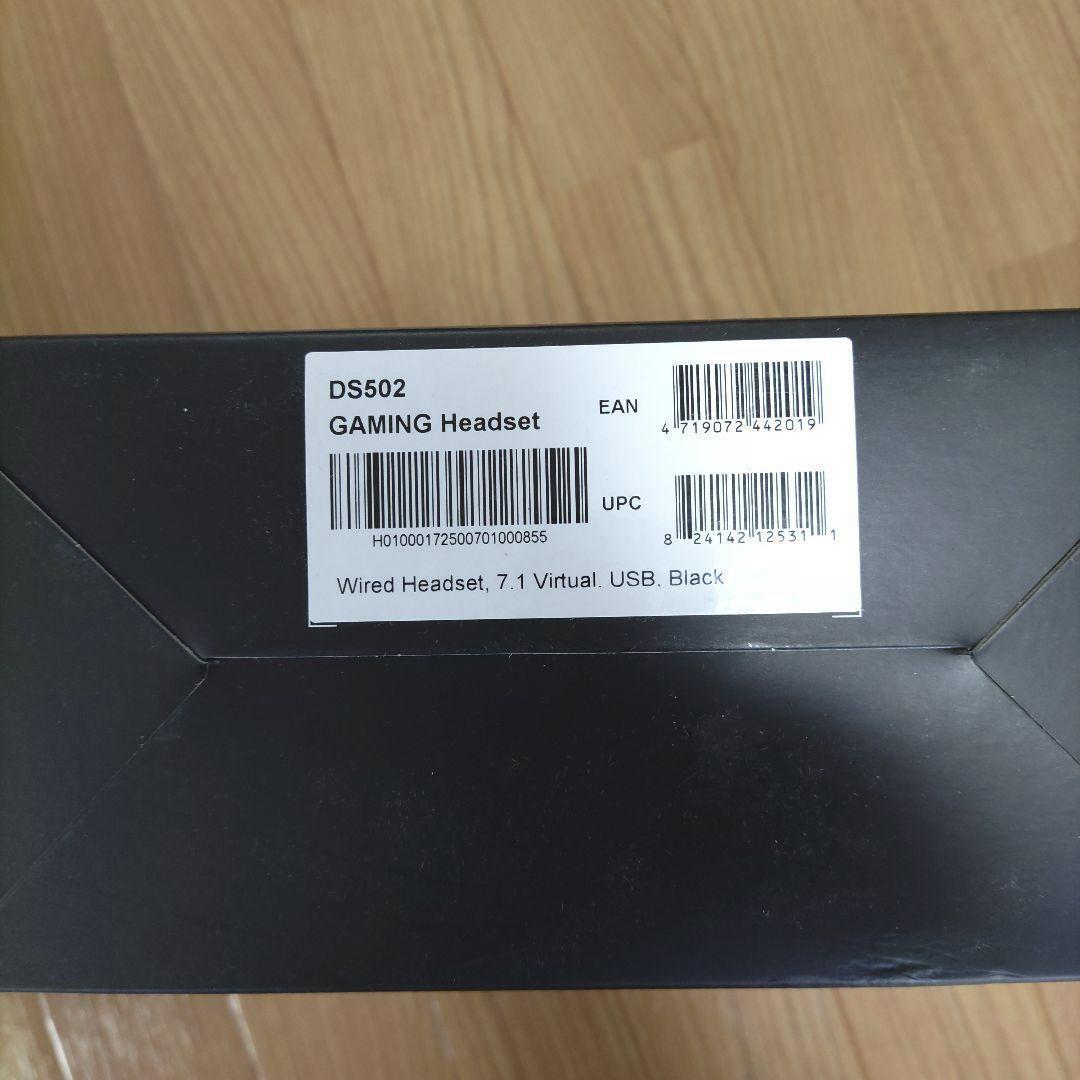 DS502
GAMING Headset
H01000172500701000855
EAN
4 719072 442019
UPC
8 24142 12531 1
Wired Headset, 7.1 Virtual. USB, Black